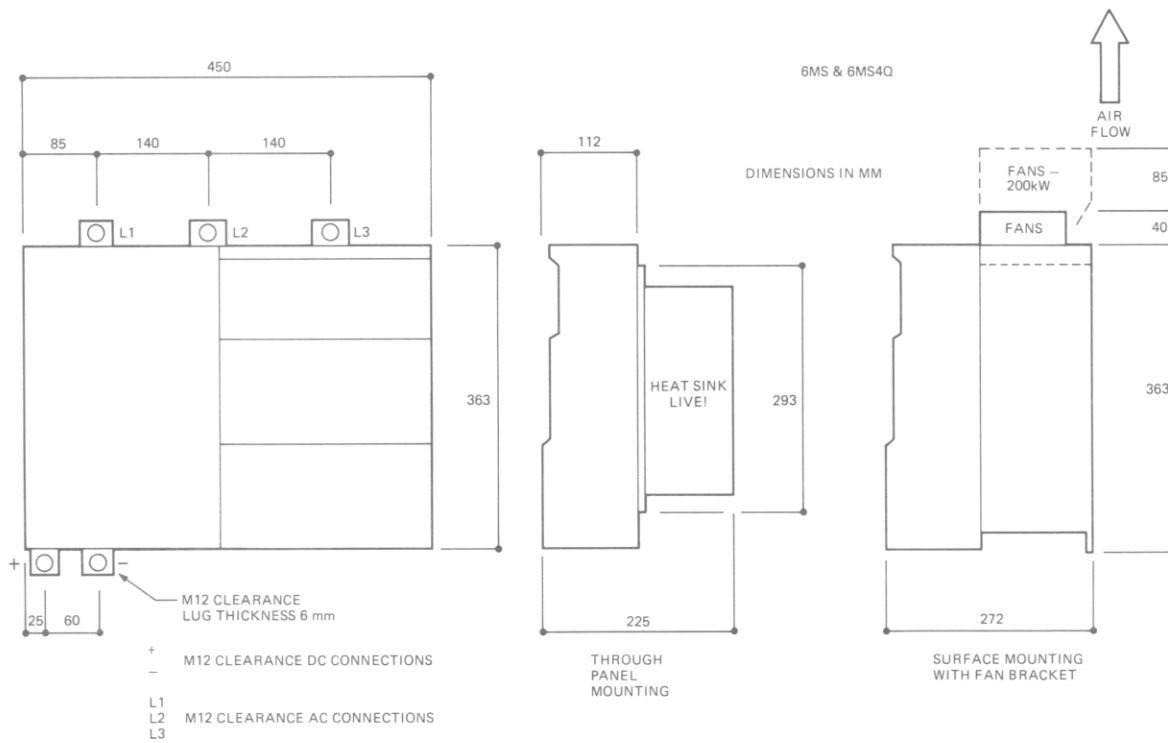 450
6MS & 6MS4Q
AIR
FLOW
85
140
140
112
DIMENSIONS IN MM
FANS –
200kW
85
L1
L2
L3
FANS
40
363
HEAT SINK
LIVE!
293
363
+
–
M12 CLEARANCE
LUG THICKNESS 6 mm
25
60
225
272
+
–
M12 CLEARANCE DC CONNECTIONS
THROUGH
PANEL
MOUNTING
SURFACE MOUNTING
WITH FAN BRACKET
L1
L2 M12 CLEARANCE AC CONNECTIONS
L3